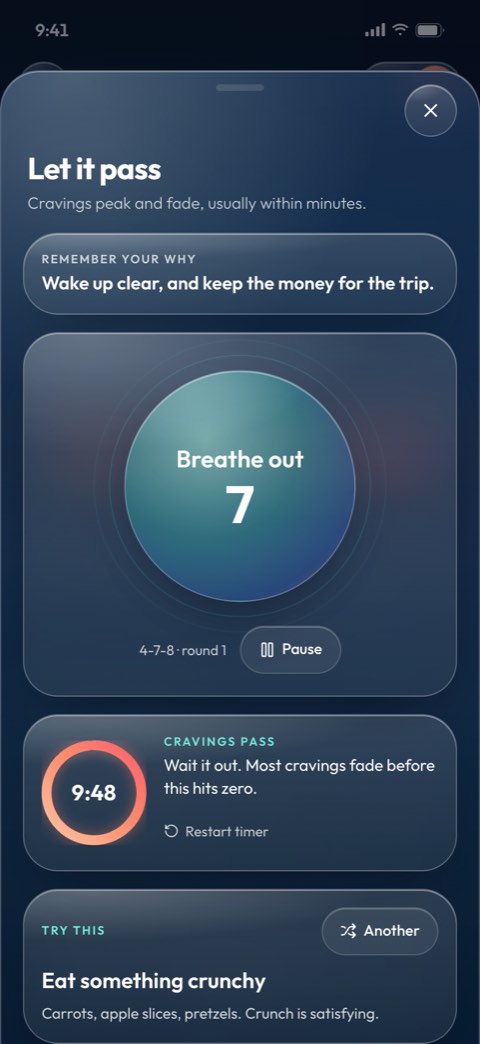 9:41
Let it pass
Cravings peak and fade, usually within minutes.
REMEMBER YOUR WHY
Wake up clear, and keep the money for the trip.
Breathe out
7
4-7-8 · round 1
Pause
CRAVINGS PASS
Wait it out. Most cravings fade before
this hits zero.
9:48
Restart timer
TRY THIS
Another
Eat something crunchy
Carrots, apple slices, pretzels. Crunch is satisfying.